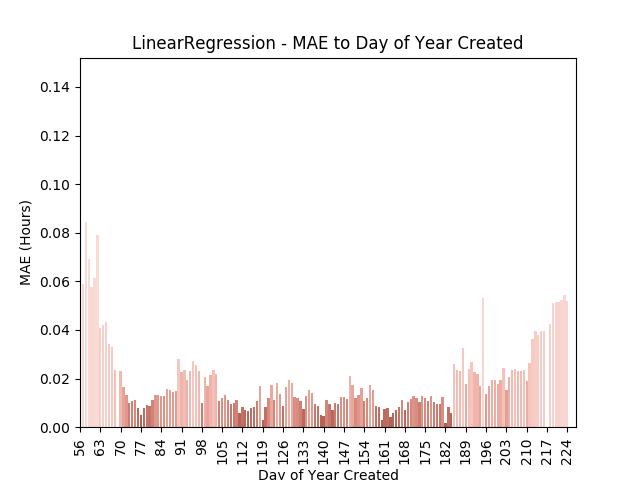 LinearRegression - MAE to Day of Year Created
0.14
0.12
0.10
0.08
0.06
0.04
0.02
0.00
MAE (Hours)
56 63 70 77 84 91 98 105 112 119 126 133 140 147 154 161 168 175 182 189 196 203 210 217 224
Day of Year Created